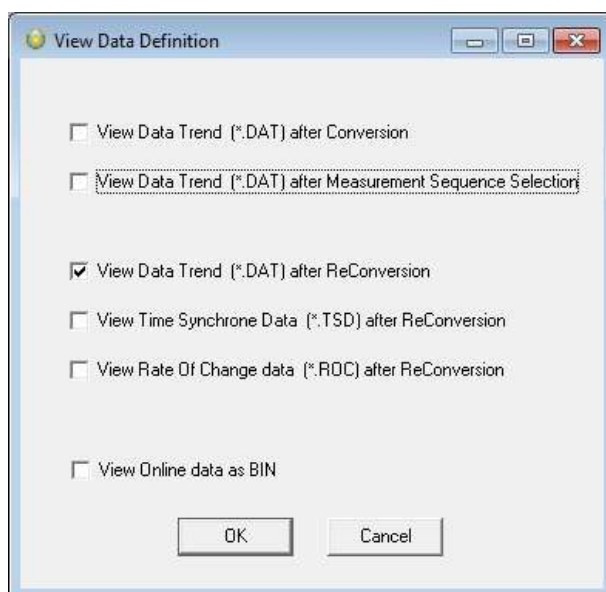 View Data Definition
View Data Trend (*.DAT) after Conversion
View Data Trend (*.DAT) after Measurement Sequence Selection
View Data Trend (*.DAT) after ReConversion
View Time Synchrone Data (*.TSD) after ReConversion
View Rate Of Change data (*.ROC) after ReConversion
View Online data as BIN
OK
Cancel